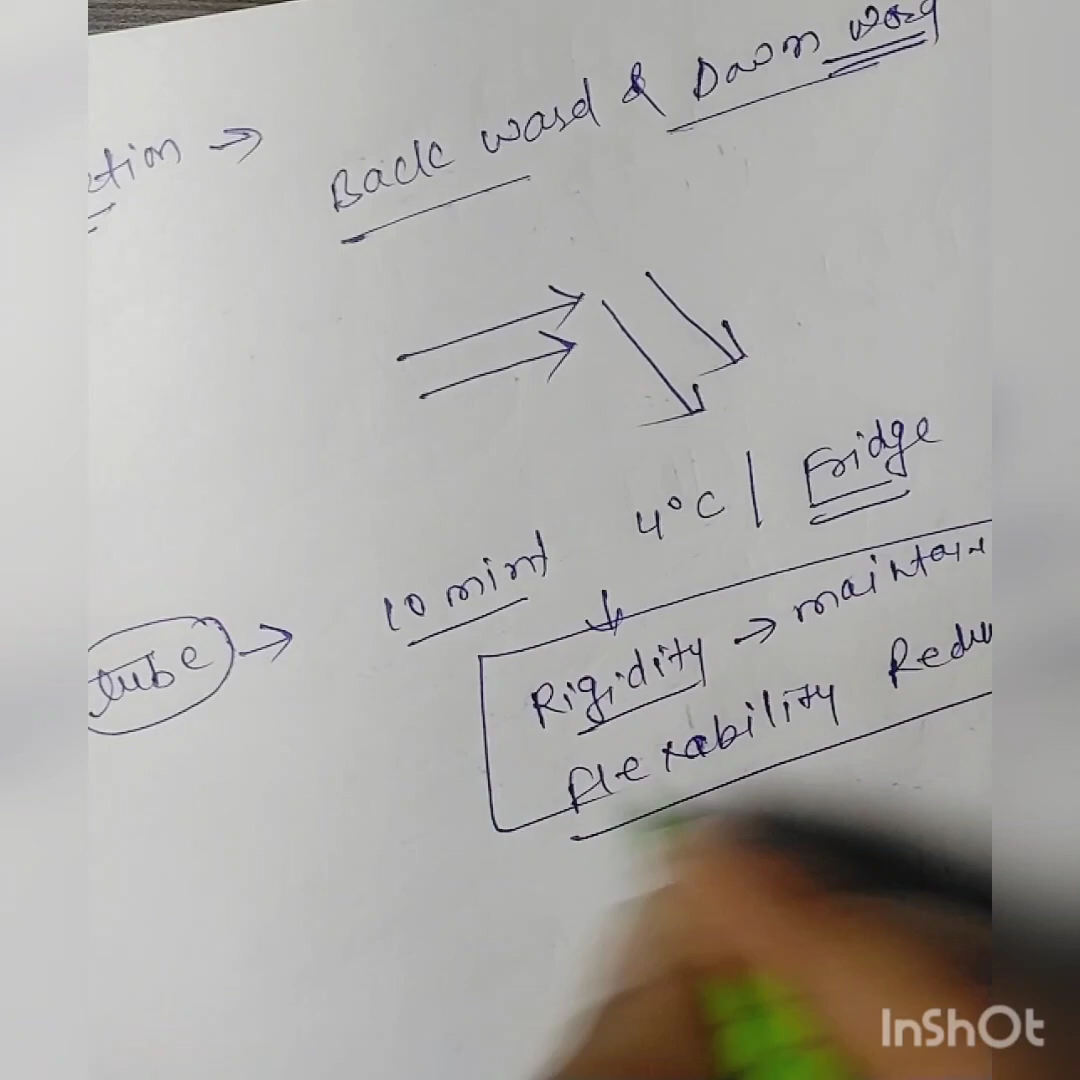 ction → Back ward & Down ward
10 mint 4°C | Fridge
tube →
Rigidity → maintain
flexability Redu
InShOt